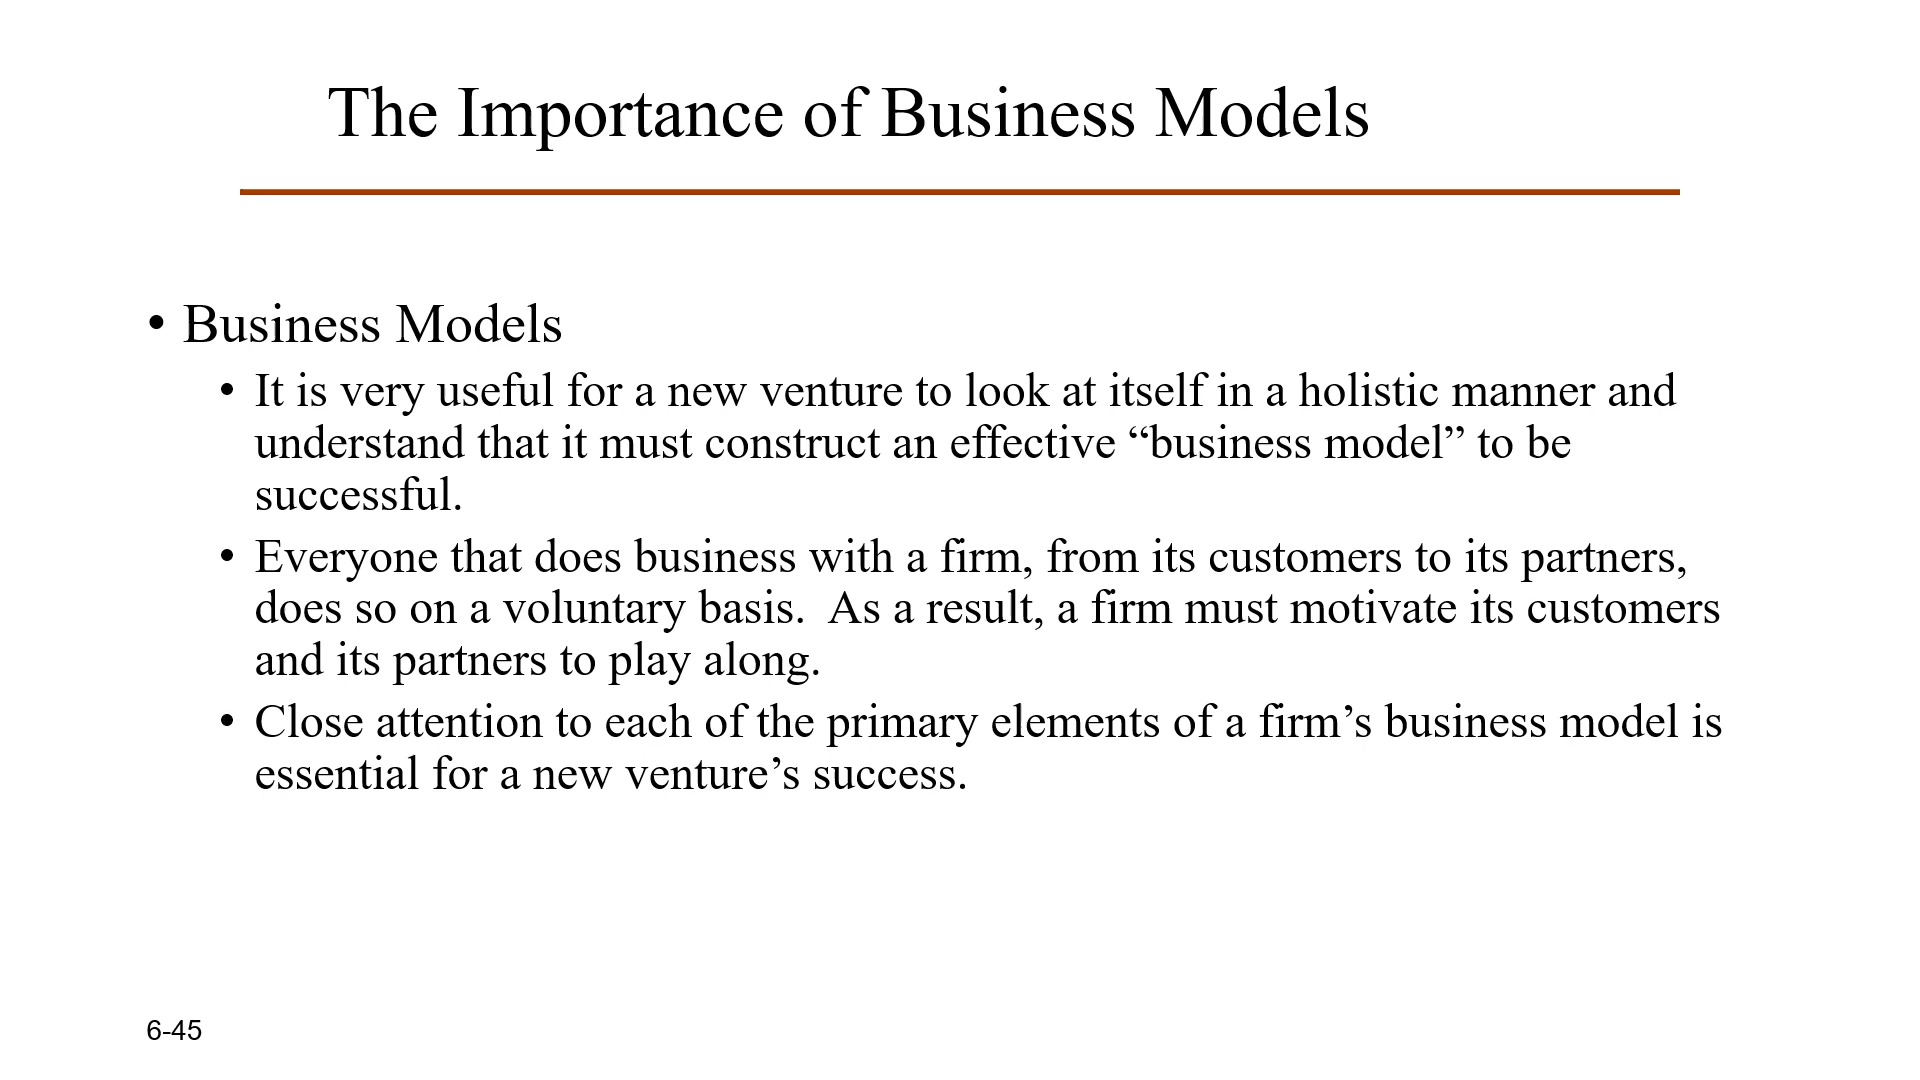 The Importance of Business Models
• Business Models
• It is very useful for a new venture to look at itself in a holistic manner and
understand that it must construct an effective “business model” to be
successful.
• Everyone that does business with a firm, from its customers to its partners,
does so on a voluntary basis.  As a result, a firm must motivate its customers
and its partners to play along.
• Close attention to each of the primary elements of a firm’s business model is
essential for a new venture’s success.
6-45